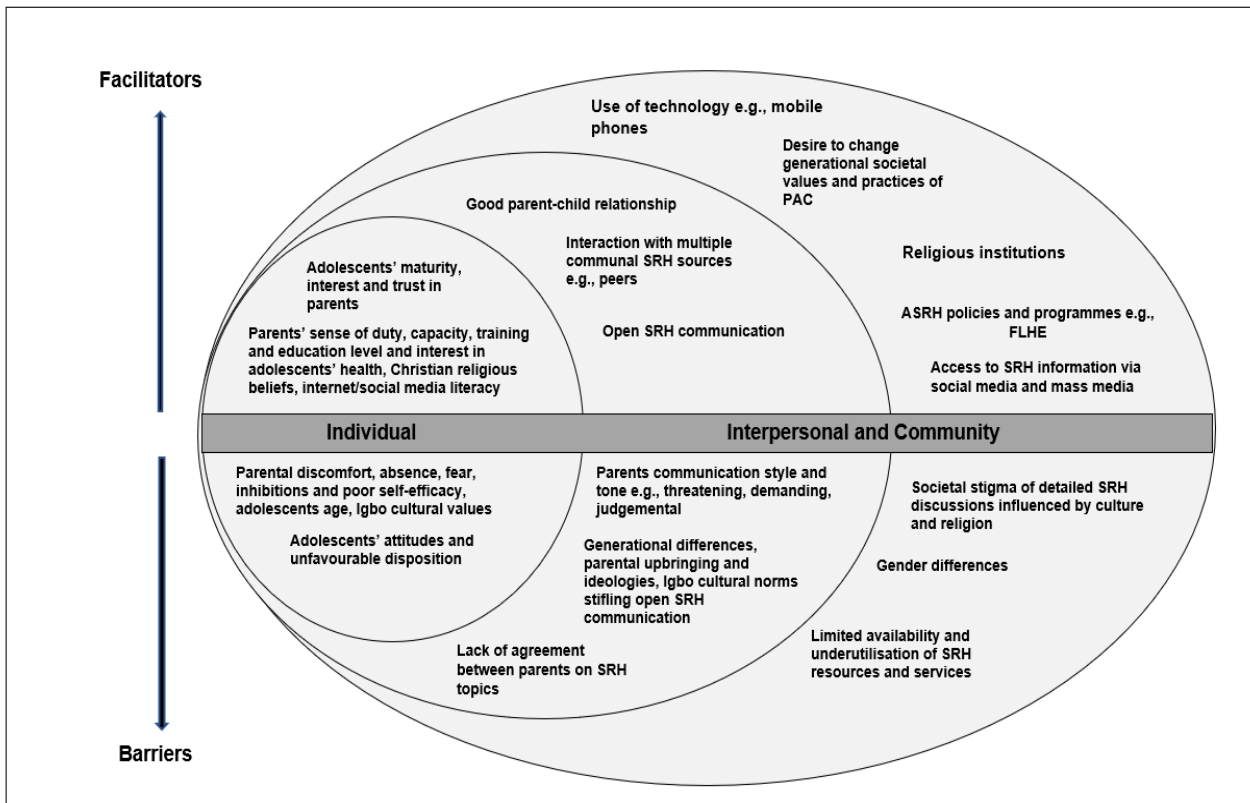 Facilitators
Use of technology e.g., mobile
phones
Desire to change
generational societal
values and practices of
PAC
Good parent-child relationship
Interaction with multiple
communal SRH sources
e.g., peers
Religious institutions
Adolescents’ maturity,
interest and trust in
parents
ASRH policies and programmes e.g.,
FLHE
Open SRH communication
Parents’ sense of duty, capacity, training
and education level and interest in
adolescents’ health, Christian religious
beliefs, internet/social media literacy
Access to SRH information via
social media and mass media
Individual
Interpersonal and Community
Parental discomfort, absence, fear,
inhibitions and poor self-efficacy,
adolescents age, Igbo cultural values
Parents communication style and
tone e.g., threatening, demanding,
judgemental
Societal stigma of detailed SRH
discussions influenced by culture
and religion
Adolescents’ attitudes and
unfavourable disposition
Generational differences,
parental upbringing and
ideologies, Igbo cultural norms
stifling open SRH
communication
Gender differences
Limited availability and
underutilisation of SRH
resources and services
Lack of agreement
between parents on SRH
topics
Barriers